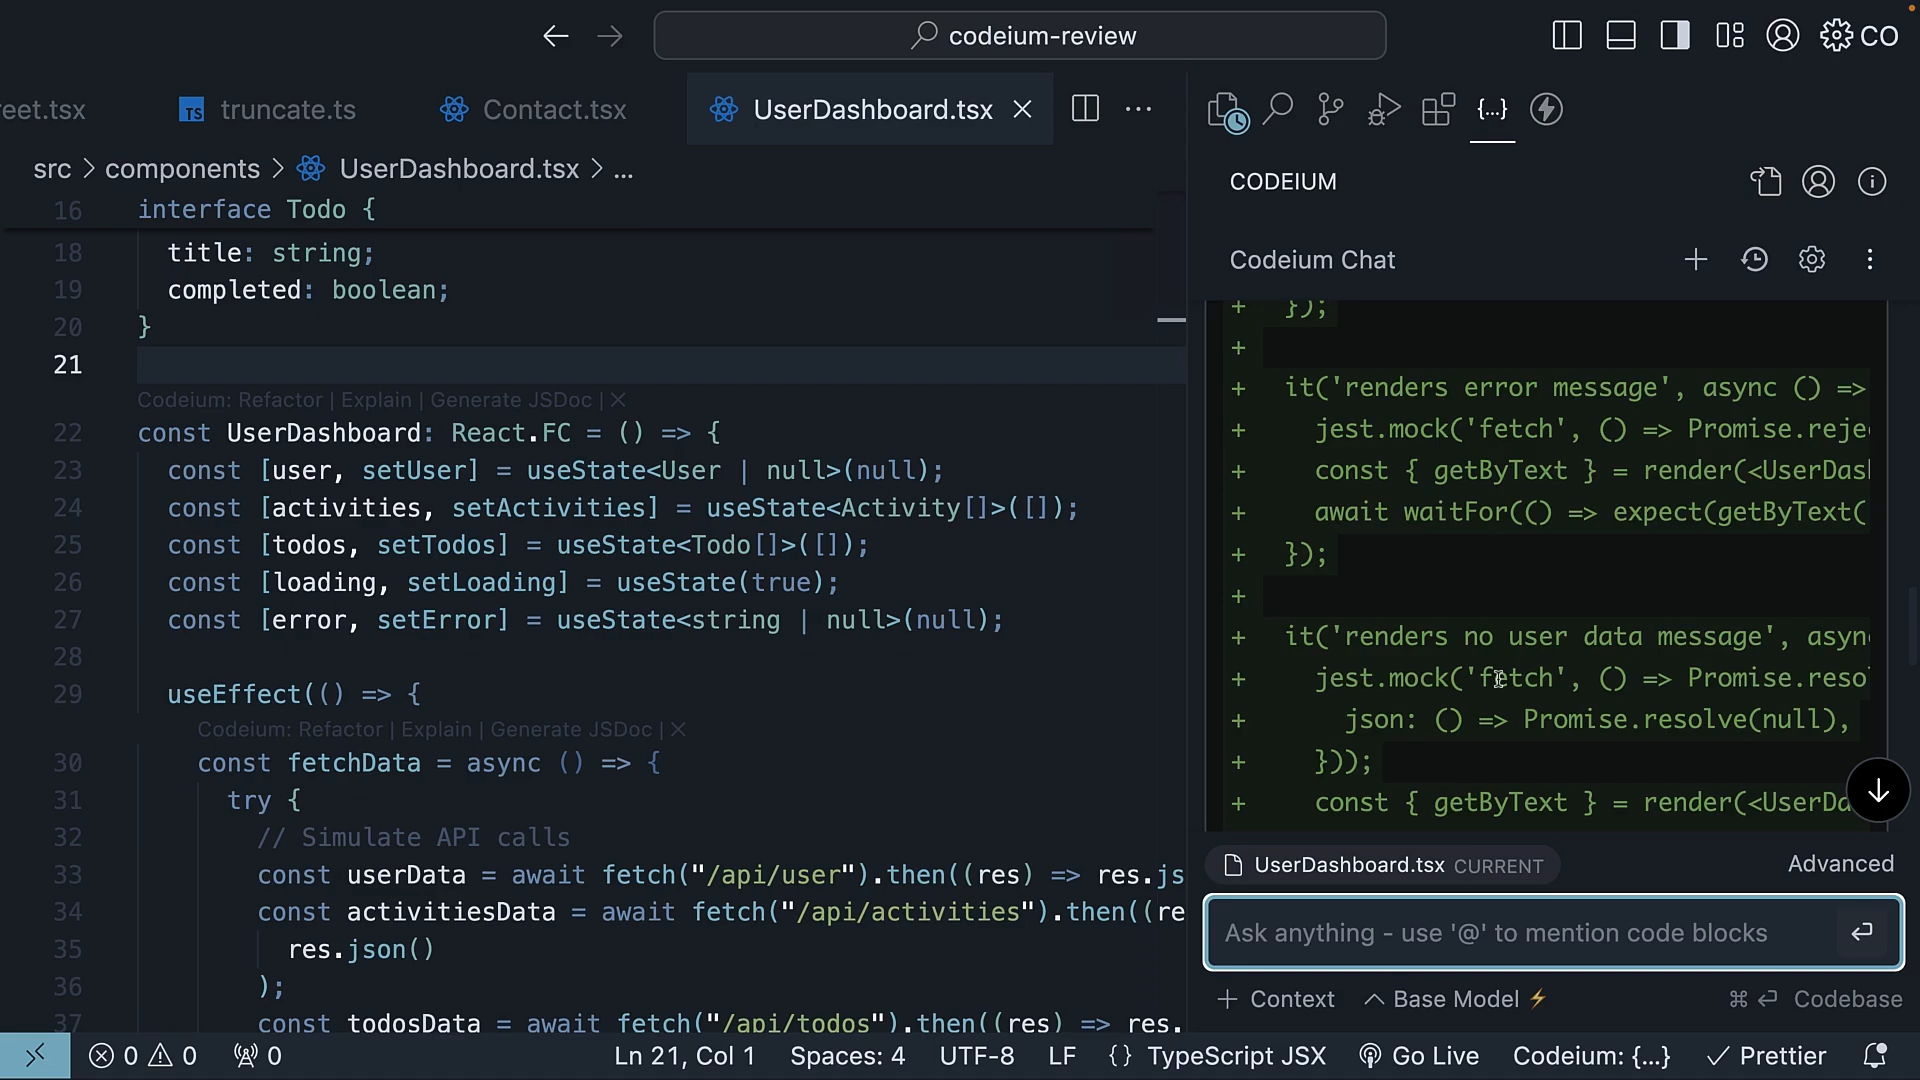 codeium-review
CO
eet.tsx
TS truncate.ts
Contact.tsx
UserDashboard.tsx
src > components > UserDashboard.tsx > ...
16 interface Todo {
18 title: string;
19 completed: boolean;
20 }
21
Codeium: Refactor | Explain | Generate JSDoc | ×
22 const UserDashboard: React.FC = () => {
23 const [user, setUser] = useState<User | null>(null);
24 const [activities, setActivities] = useState<Activity[]>([]);
25 const [todos, setTodos] = useState<Todo[]>([]);
26 const [loading, setLoading] = useState(true);
27 const [error, setError] = useState<string | null>(null);
28
29 useEffect(() => {
Codeium: Refactor | Explain | Generate JSDoc | ×
30 const fetchData = async () => {
31 try {
32 // Simulate API calls
33 const userData = await fetch("/api/user").then((res) => res.js
34 const activitiesData = await fetch("/api/activities").then((re
35 res.json()
36 );
37 const todosData = await fetch("/api/todos").then((res) => res.
{...}
CODEIUM
Codeium Chat
+ });
+
+ it('renders error message', async () =>
+ jest.mock('fetch', () => Promise.reje
+ const { getByText } = render(<UserDas
+ await waitFor(() => expect(getByText(
+ });
+
+ it('renders no user data message', asyn
+ jest.mock('fetch', () => Promise.reso
+ json: () => Promise.resolve(null),
+ }));
+ const { getByText } = render(<UserDa
UserDashboard.tsx CURRENT
Advanced
Ask anything - use '@' to mention code blocks
+ Context
Base Model ⚡
⌘ ↵ Codebase
0 0 0
Ln 21, Col 1
Spaces: 4
UTF-8
LF
{} TypeScript JSX
Go Live
Codeium: {...}
✓ Prettier